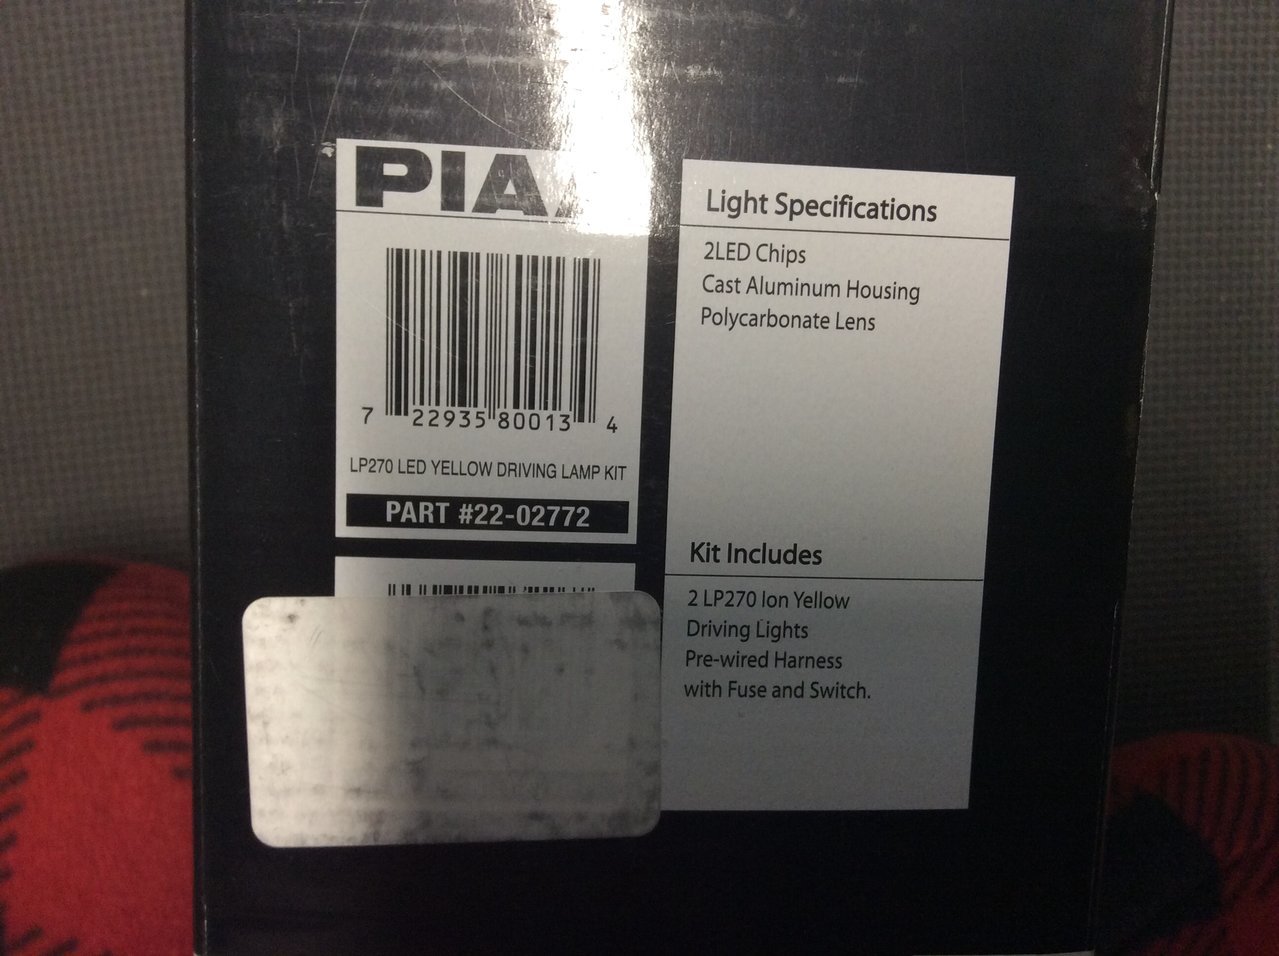 PIAA
7 22935 80013 4
LP270 LED YELLOW DRIVING LAMP KIT
PART #22-02772
Light Specifications
2LED Chips
Cast Aluminum Housing
Polycarbonate Lens
Kit Includes
2 LP270 Ion Yellow
Driving Lights
Pre-wired Harness
with Fuse and Switch.